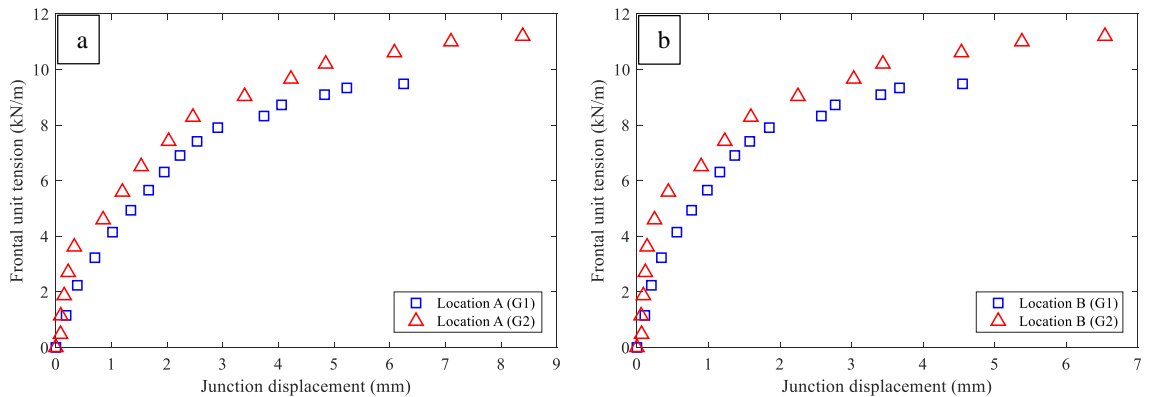 a
12
10
8
6
4
2
0
0 1 2 3 4 5 6 7 8 9
Frontal unit tension (kN/m)
Junction displacement (mm)
Location A (G1)
Location A (G2)
b
12
10
8
6
4
2
0
0 1 2 3 4 5 6 7
Frontal unit tension (kN/m)
Junction displacement (mm)
Location B (G1)
Location B (G2)